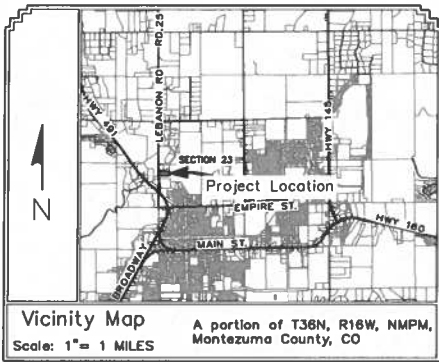 RD.25
LEBANON RD
HWY 491
HWY 145
SECTION 23
Project Location
N
EMPIRE ST.
HWY 160
MAIN ST.
BROADWAY
Vicinity Map
Scale: 1"= 1 MILES
A portion of T36N, R16W, NMPM,
Montezuma County, CO